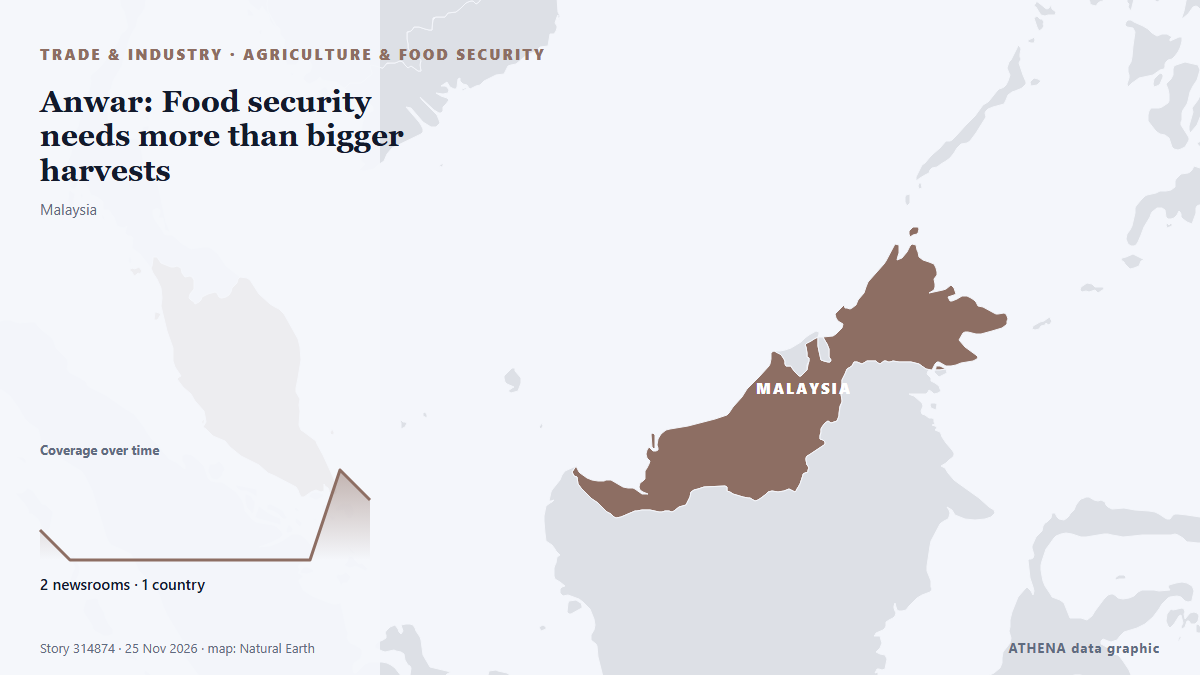 TRADE & INDUSTRY · AGRICULTURE & FOOD SECURITY
Anwar: Food security
needs more than bigger
harvests
Malaysia
MALAYSIA
Coverage over time
2 newsrooms · 1 country
Story 314874 · 25 Nov 2026 · map: Natural Earth
ATHENA data graphic